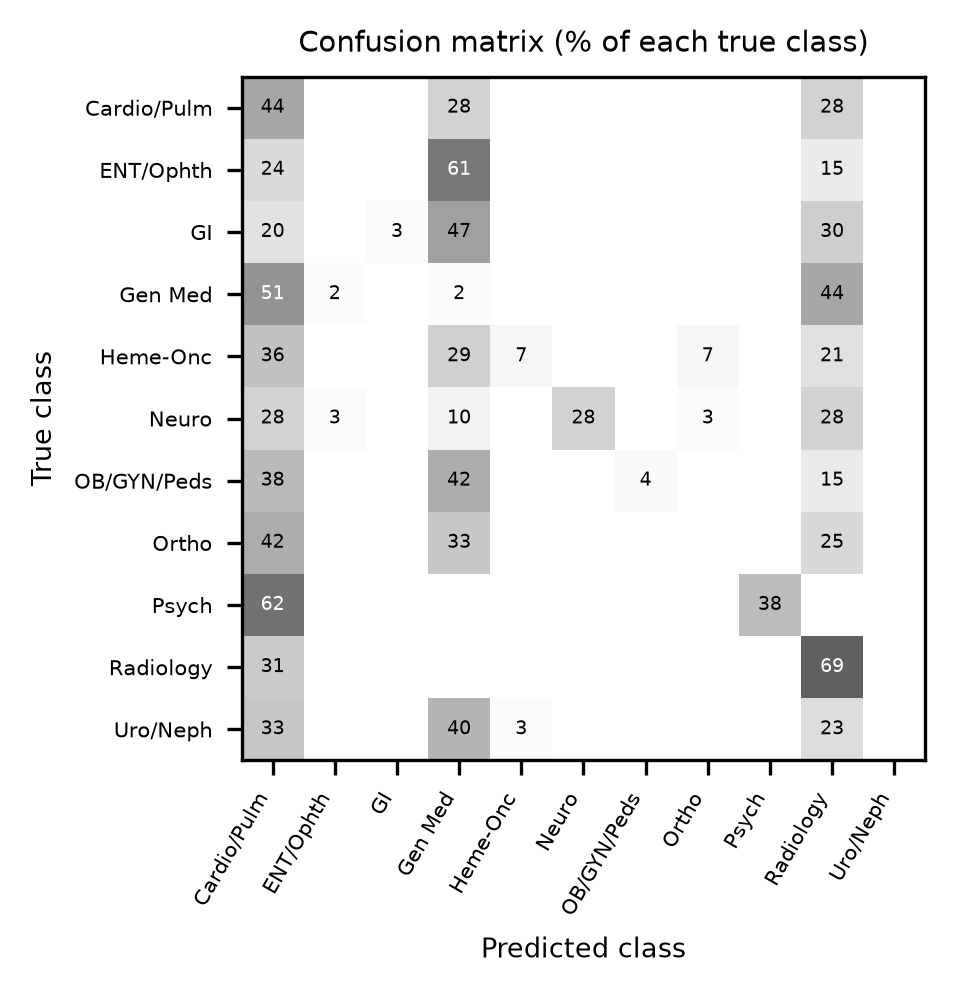 Confusion matrix (% of each true class)
Cardio/Pulm 44 28 28
ENT/Ophth 24 61 15
GI 20 3 47 30
Gen Med 51 2 2 44
Heme-Onc 36 29 7 7 21
Neuro 28 3 10 28 3 28
OB/GYN/Peds 38 42 4 15
Ortho 42 33 25
Psych 62 38
Radiology 31 69
Uro/Neph 33 40 3 23
True class
Cardio/Pulm ENT/Ophth GI Gen Med Heme-Onc Neuro OB/GYN/Peds Ortho Psych Radiology Uro/Neph
Predicted class